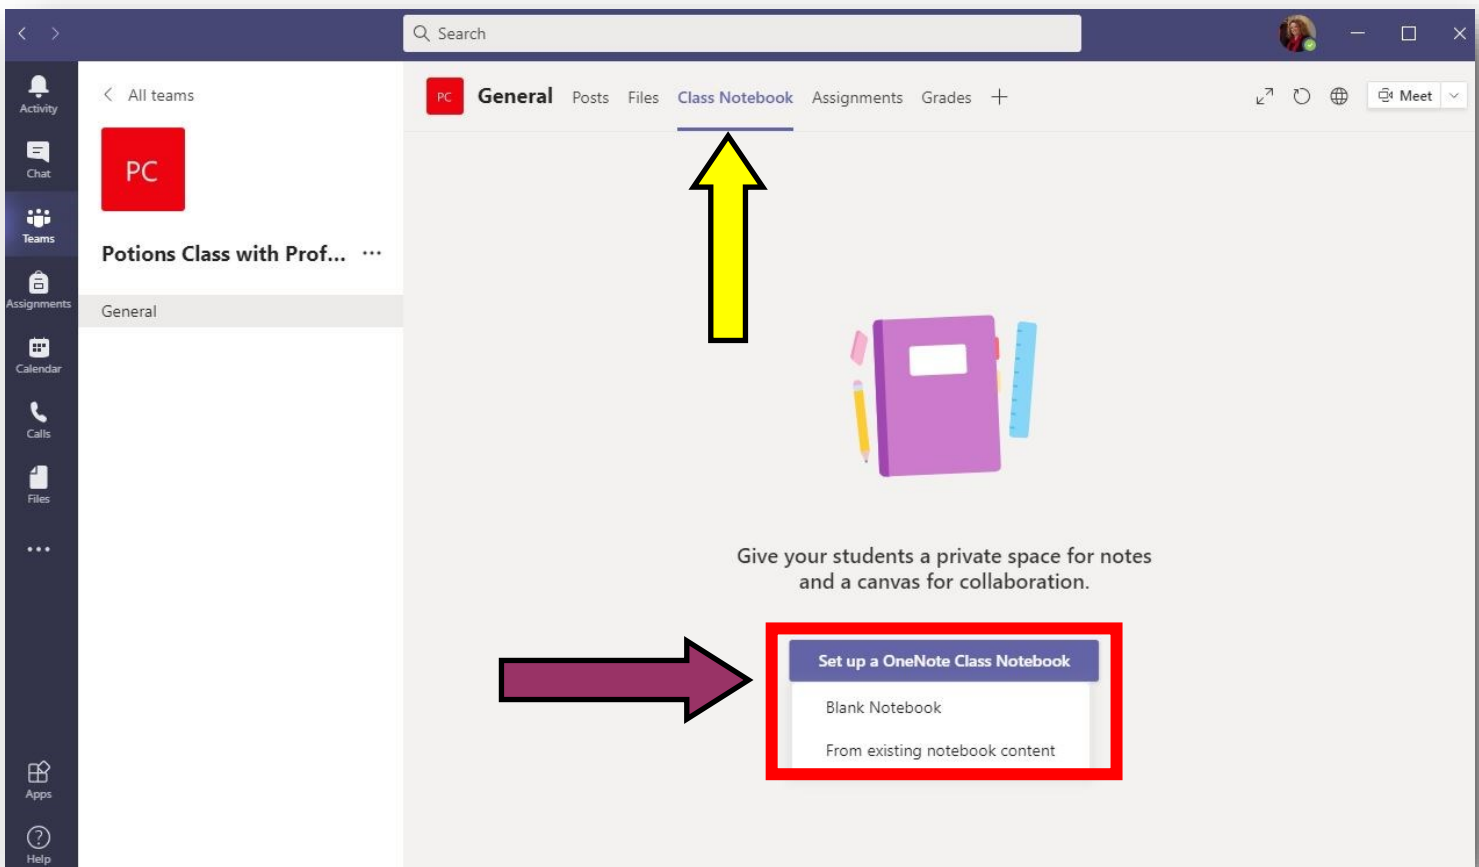 Search
Activity
Chat
Teams
Assignments
Calendar
Calls
Files
Apps
Help
All teams
PC
Potions Class with Prof...
General
PC General Posts Files Class Notebook Assignments Grades
Meet
Give your students a private space for notes
and a canvas for collaboration.
Set up a OneNote Class Notebook
Blank Notebook
From existing notebook content